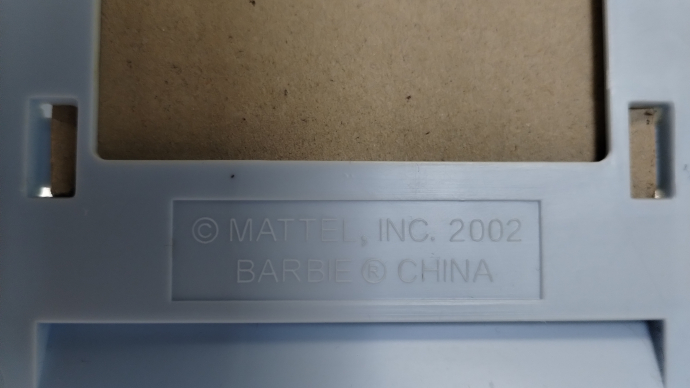 © MATTEL, INC. 2002
BARBIE ® CHINA